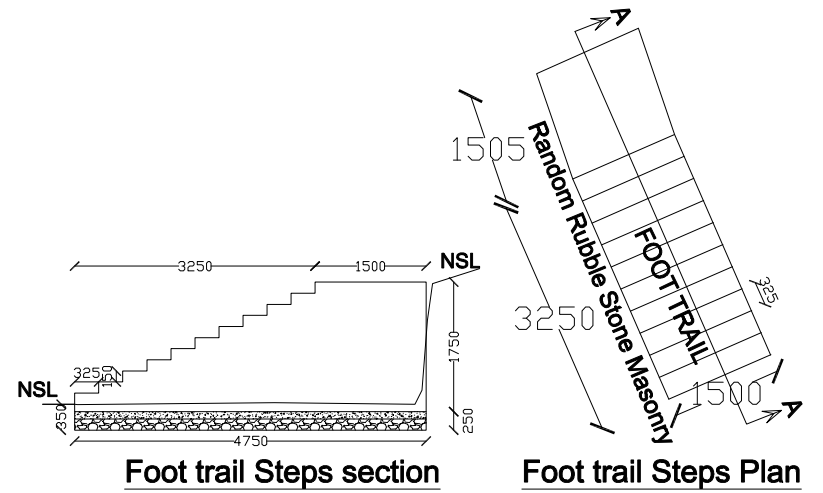 A
1505
Random Rubble Stone Masonry
FOOT TRAIL
3250
325
1500
A
3250
1500
NSL
325
150
1750
NSL
350
250
4750
Foot trail Steps section
Foot trail Steps Plan